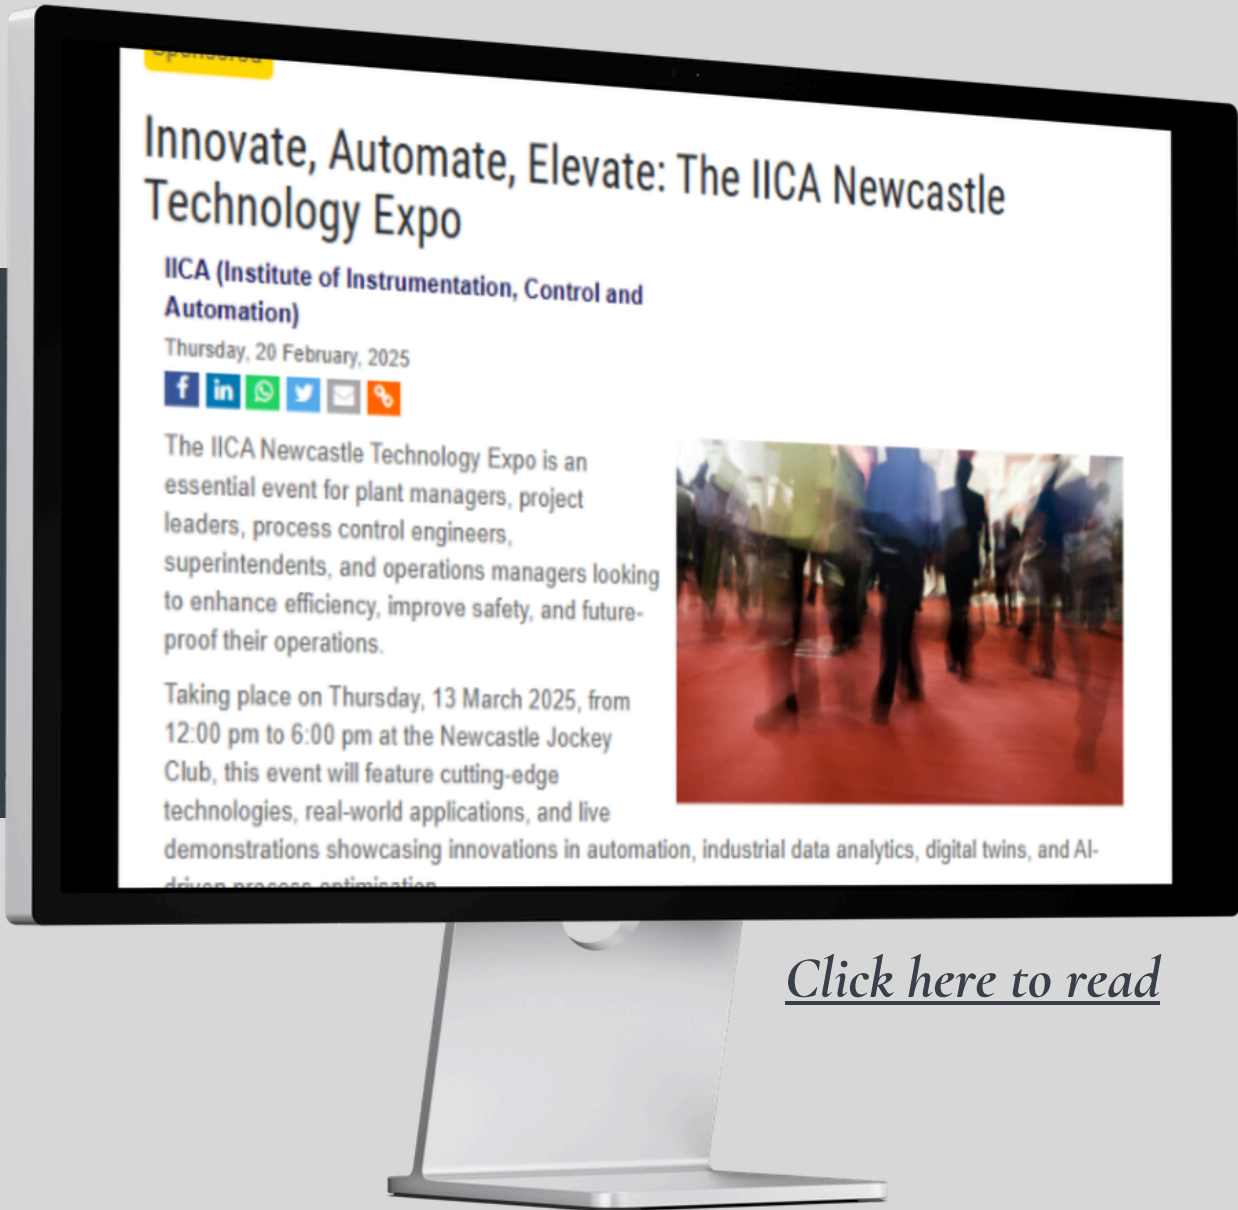 Sponsored
Innovate, Automate, Elevate: The IICA Newcastle
Technology Expo
IICA (Institute of Instrumentation, Control and
Automation)
Thursday, 20 February, 2025
The IICA Newcastle Technology Expo is an
essential event for plant managers, project
leaders, process control engineers,
superintendents, and operations managers looking
to enhance efficiency, improve safety, and future-
proof their operations.
Taking place on Thursday, 13 March 2025, from
12:00 pm to 6:00 pm at the Newcastle Jockey
Club, this event will feature cutting-edge
technologies, real-world applications, and live
demonstrations showcasing innovations in automation, industrial data analytics, digital twins, and AI-
driven process optimisation
Click here to read